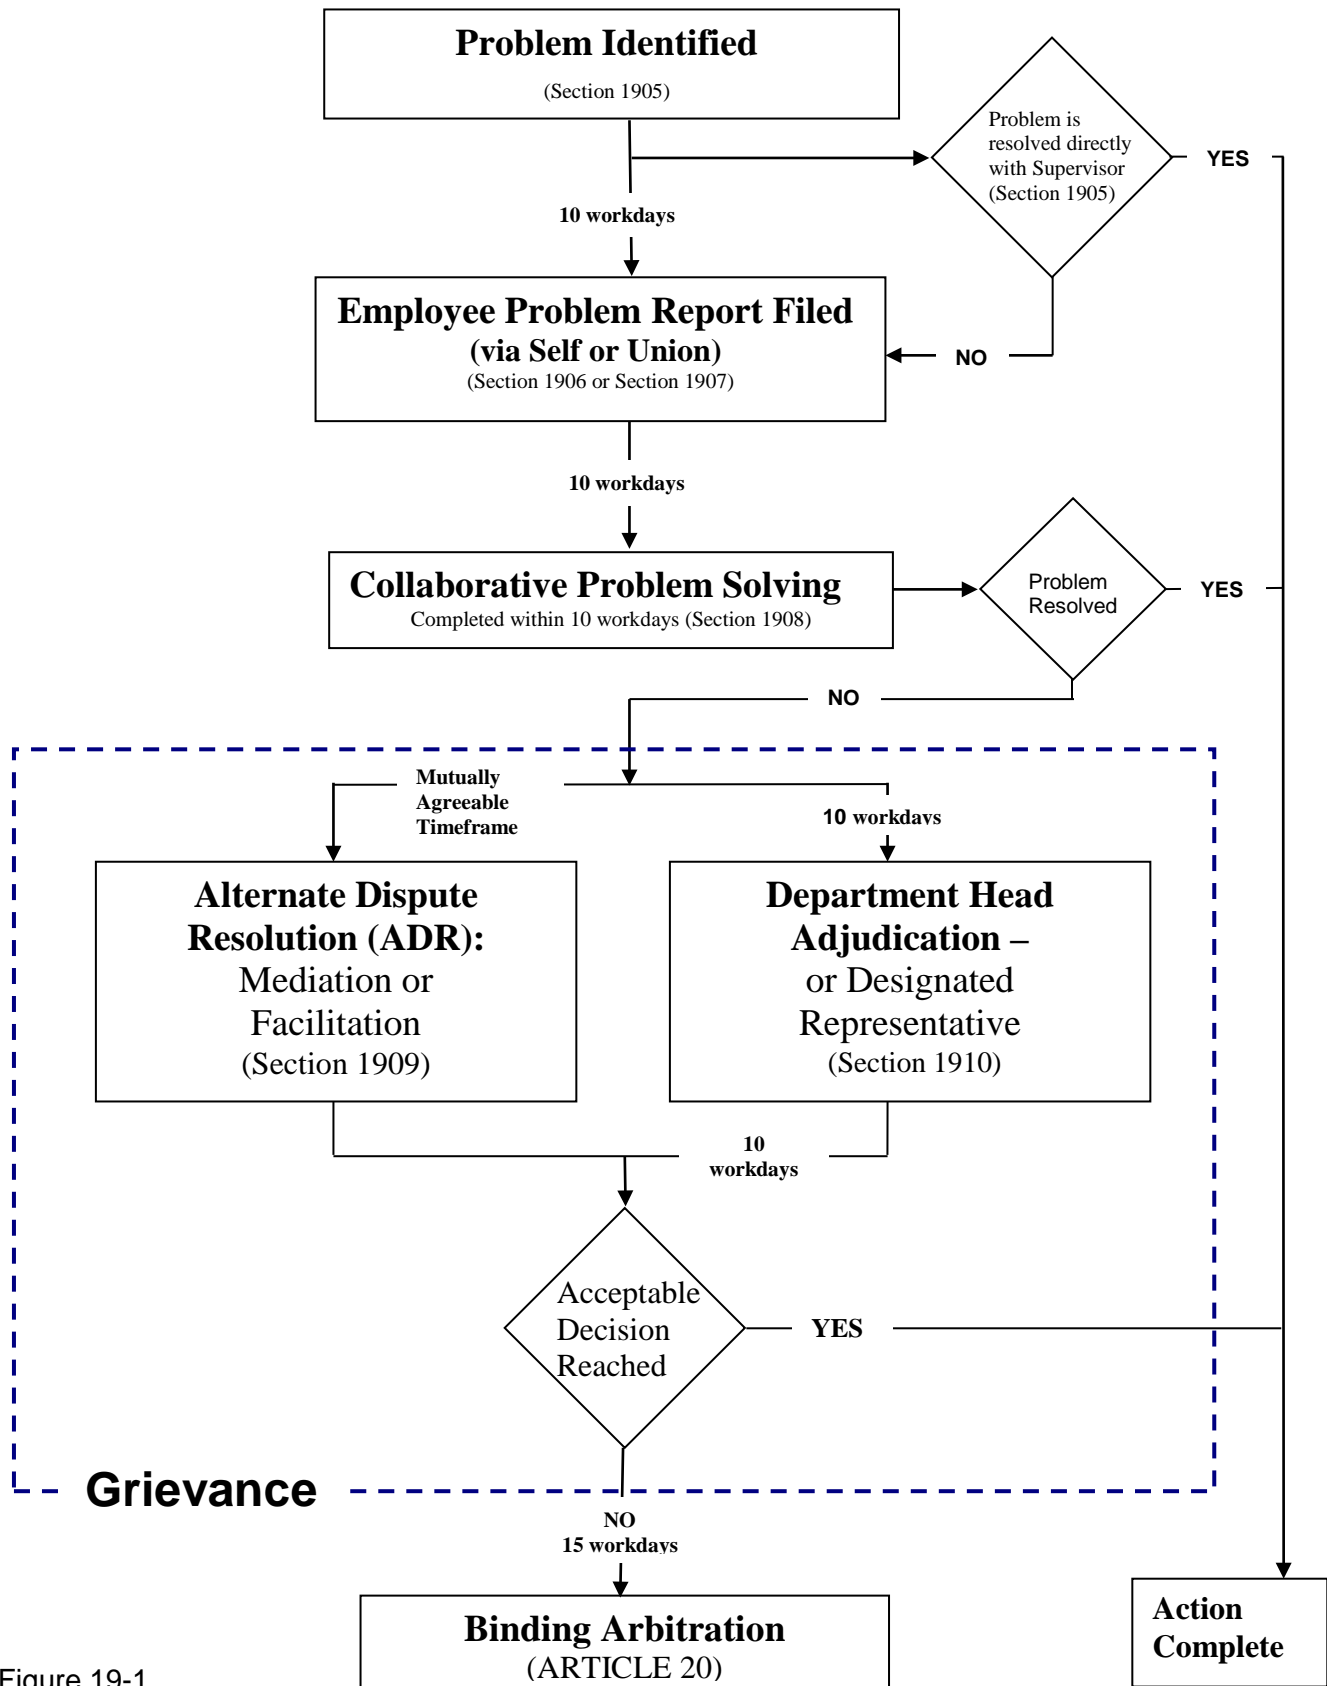 Problem Identified
(Section 1905)
Problem is
resolved directly
with Supervisor
(Section 1905)
YES
10 workdays
Employee Problem Report Filed
(via Self or Union)
(Section 1906 or Section 1907)
NO
10 workdays
Collaborative Problem Solving
Completed within 10 workdays (Section 1908)
Problem
Resolved
YES
NO
Mutually
Agreeable
Timeframe
10 workdays
Alternate Dispute
Resolution (ADR):
Mediation or
Facilitation
(Section 1909)
Department Head
Adjudication –
or Designated
Representative
(Section 1910)
10
workdays
Acceptable
Decision
Reached
YES
Grievance
NO
15 workdays
Binding Arbitration
(ARTICLE 20)
Action
Complete
Figure 19-1